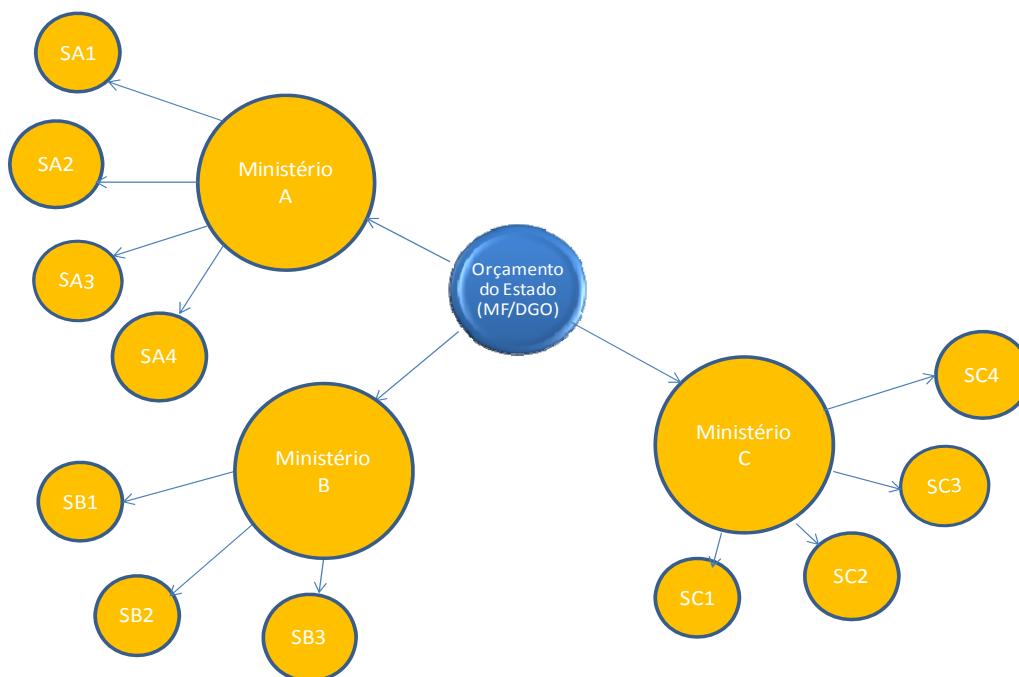 SA1
SA2
Ministério
A
SA3
SA4
Orçamento
do Estado
(MF/DGO)
Ministério
B
SB1
SB2
SB3
Ministério
C
SC4
SC3
SC2
SC1